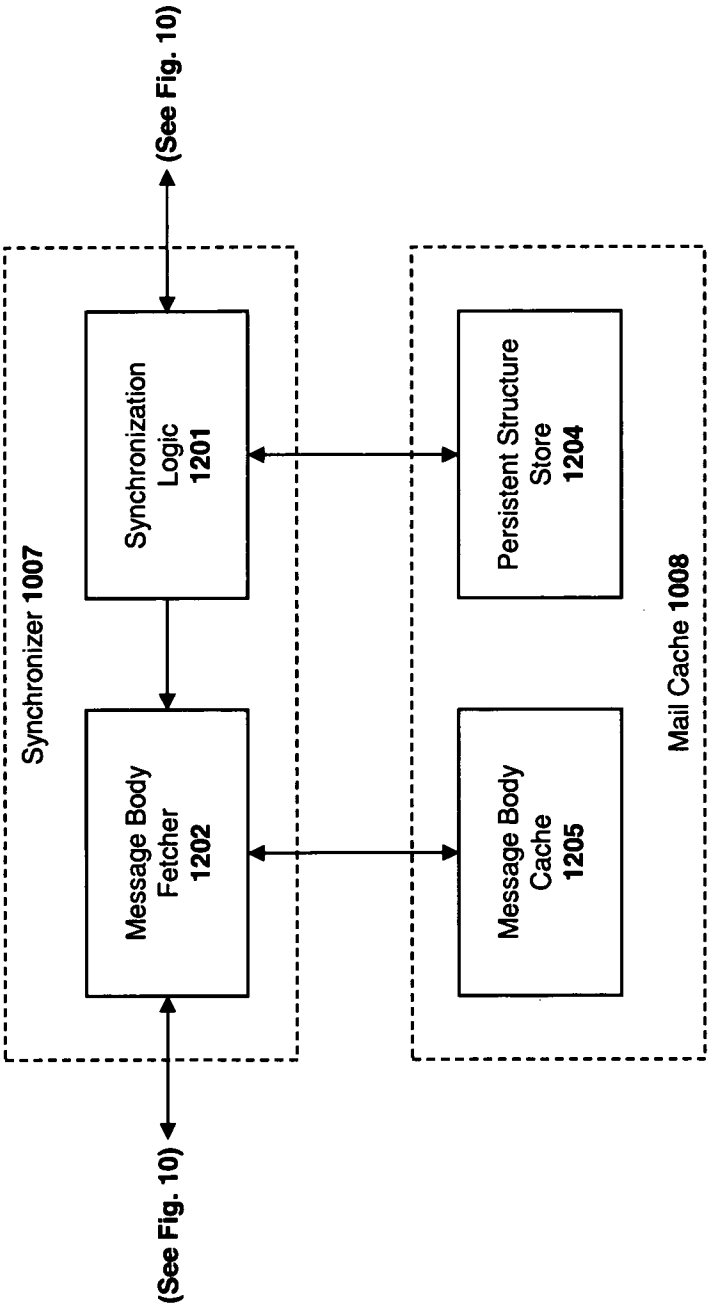 Synchronizer 1007
(See Fig. 10)
Message Body
Fetcher
1202
Synchronization
Logic
1201
(See Fig. 10)
Message Body
Cache
1205
Persistent Structure
Store
1204
Mail Cache 1008